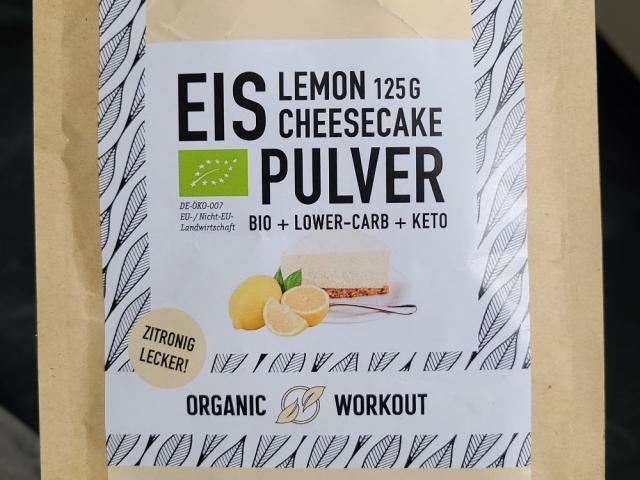 EIS LEMON 125G
CHEESECAKE
PULVER
DE-ÖKO-007
EU-/Nicht-EU-
Landwirtschaft
BIO + LOWER-CARB + KETO
ZITRONIG
LECKER!
ORGANIC WORKOUT